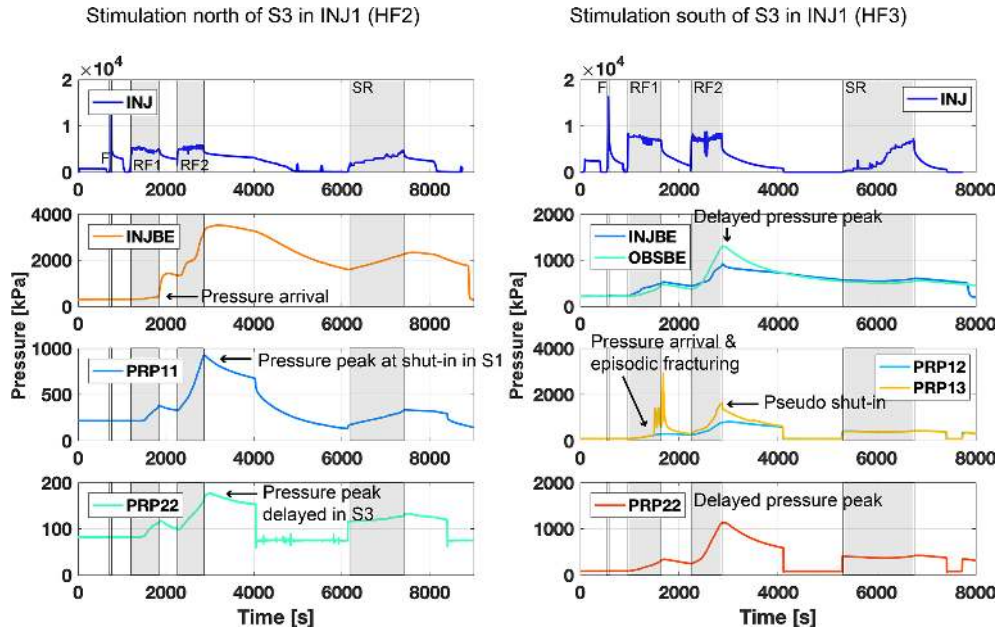 Stimulation north of S3 in INJ1 (HF2)
Stimulation south of S3 in INJ1 (HF3)
× 10^4
2
1
0
INJ
F
RF1
RF2
SR
0 2000 4000 6000 8000
4000
2000
0
INJBE
Pressure arrival
0 2000 4000 6000 8000
1000
500
0
PRP11
Pressure peak at shut-in in S1
0 2000 4000 6000 8000
200
100
0
PRP22
Pressure peak
delayed in S3
0 2000 4000 6000 8000
Pressure [kPa]
Time [s]
× 10^4
2
1
0
F
RF1
RF2
SR
INJ
0 2000 4000 6000 8000
2000
1000
0
INJBE
OBSBE
Delayed pressure peak
0 2000 4000 6000 8000
4000
2000
0
Pressure arrival &
episodic fracturing
PRP12
PRP13
Pseudo shut-in
0 2000 4000 6000 8000
2000
1000
0
PRP22
Delayed pressure peak
0 2000 4000 6000 8000
Pressure [kPa]
Time [s]